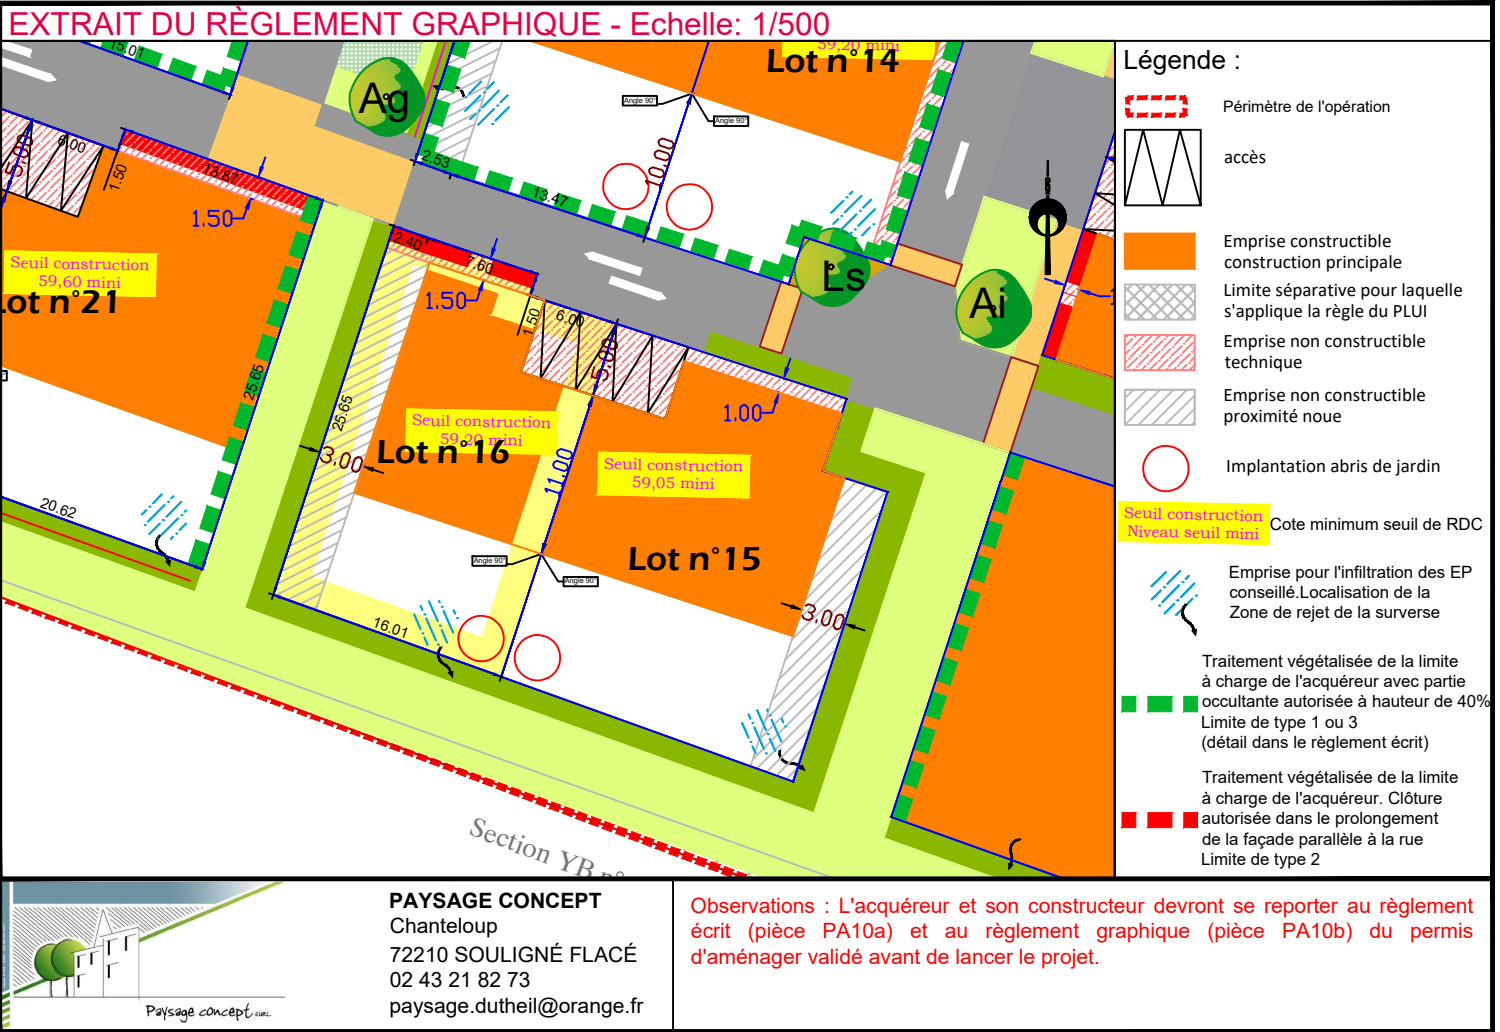 EXTRAIT DU RÈGLEMENT GRAPHIQUE - Echelle: 1/500
15.01
Ag
59,20 mini
Lot n°14
Angle 90°
Angle 90°
10.00
2.53
13.47
6.00
5.00
1.50
13.87
1.50
Seuil construction
59,60 mini
Lot n°21
25.65
20.62
2.40
7.60
1.50
1.50
6.00
5.00
Ls
Ai
NORD
1.00
25.65
3.00
Seuil construction
59,20 mini
Lot n°16
11.00
Seuil construction
59,05 mini
Lot n°15
Angle 90°
Angle 90°
16.01
3.00
Section YB n°
Légende :
Périmètre de l'opération
accès
Emprise constructible
construction principale
Limite séparative pour laquelle
s'applique la règle du PLUI
Emprise non constructible
technique
Emprise non constructible
proximité noue
Implantation abris de jardin
Seuil construction
Niveau seuil mini
Cote minimum seuil de RDC
Emprise pour l'infiltration des EP
conseillé.Localisation de la
Zone de rejet de la surverse
Traitement végétalisée de la limite
à charge de l'acquéreur avec partie
occultante autorisée à hauteur de 40%
Limite de type 1 ou 3
(détail dans le règlement écrit)
Traitement végétalisée de la limite
à charge de l'acquéreur. Clôture
autorisée dans le prolongement
de la façade parallèle à la rue
Limite de type 2
Paysage concept EURL
PAYSAGE CONCEPT
Chanteloup
72210 SOULIGNÉ FLACÉ
02 43 21 82 73
paysage.dutheil@orange.fr
Observations : L'acquéreur et son constructeur devront se reporter au règlement
écrit (pièce PA10a) et au règlement graphique (pièce PA10b) du permis
d'aménager validé avant de lancer le projet.